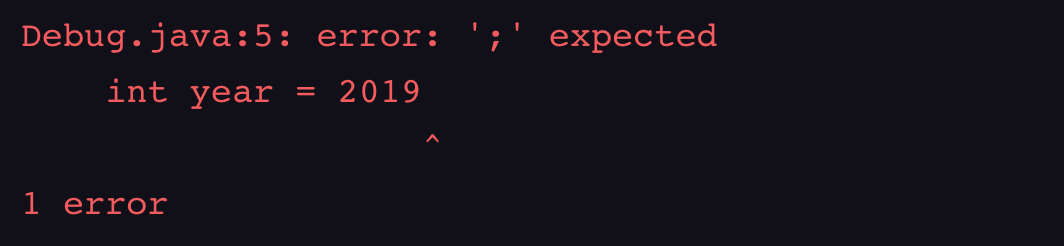 Debug.java:5: error: ';' expected
    int year = 2019
                   ^
1 error